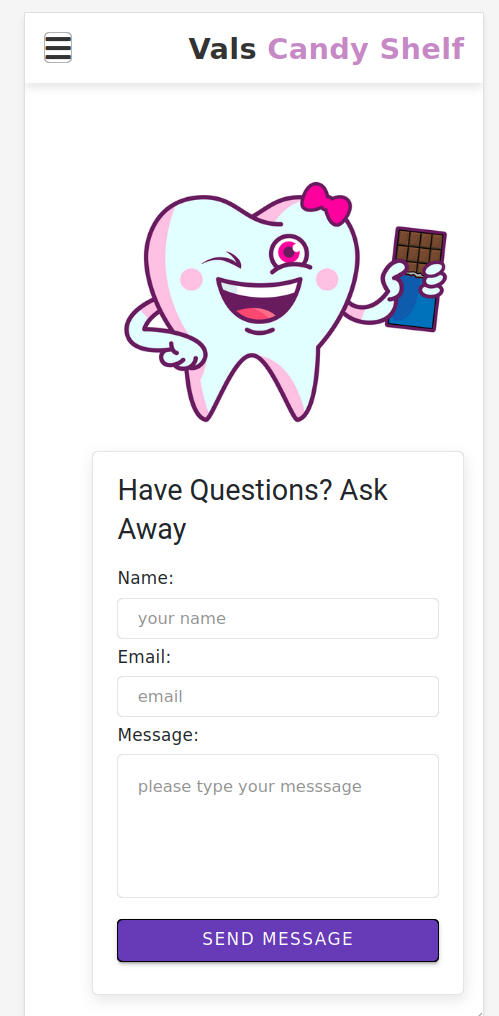 Vals Candy Shelf
Have Questions? Ask
Away
Name:
your name
Email:
email
Message:
please type your messsage
SEND MESSAGE